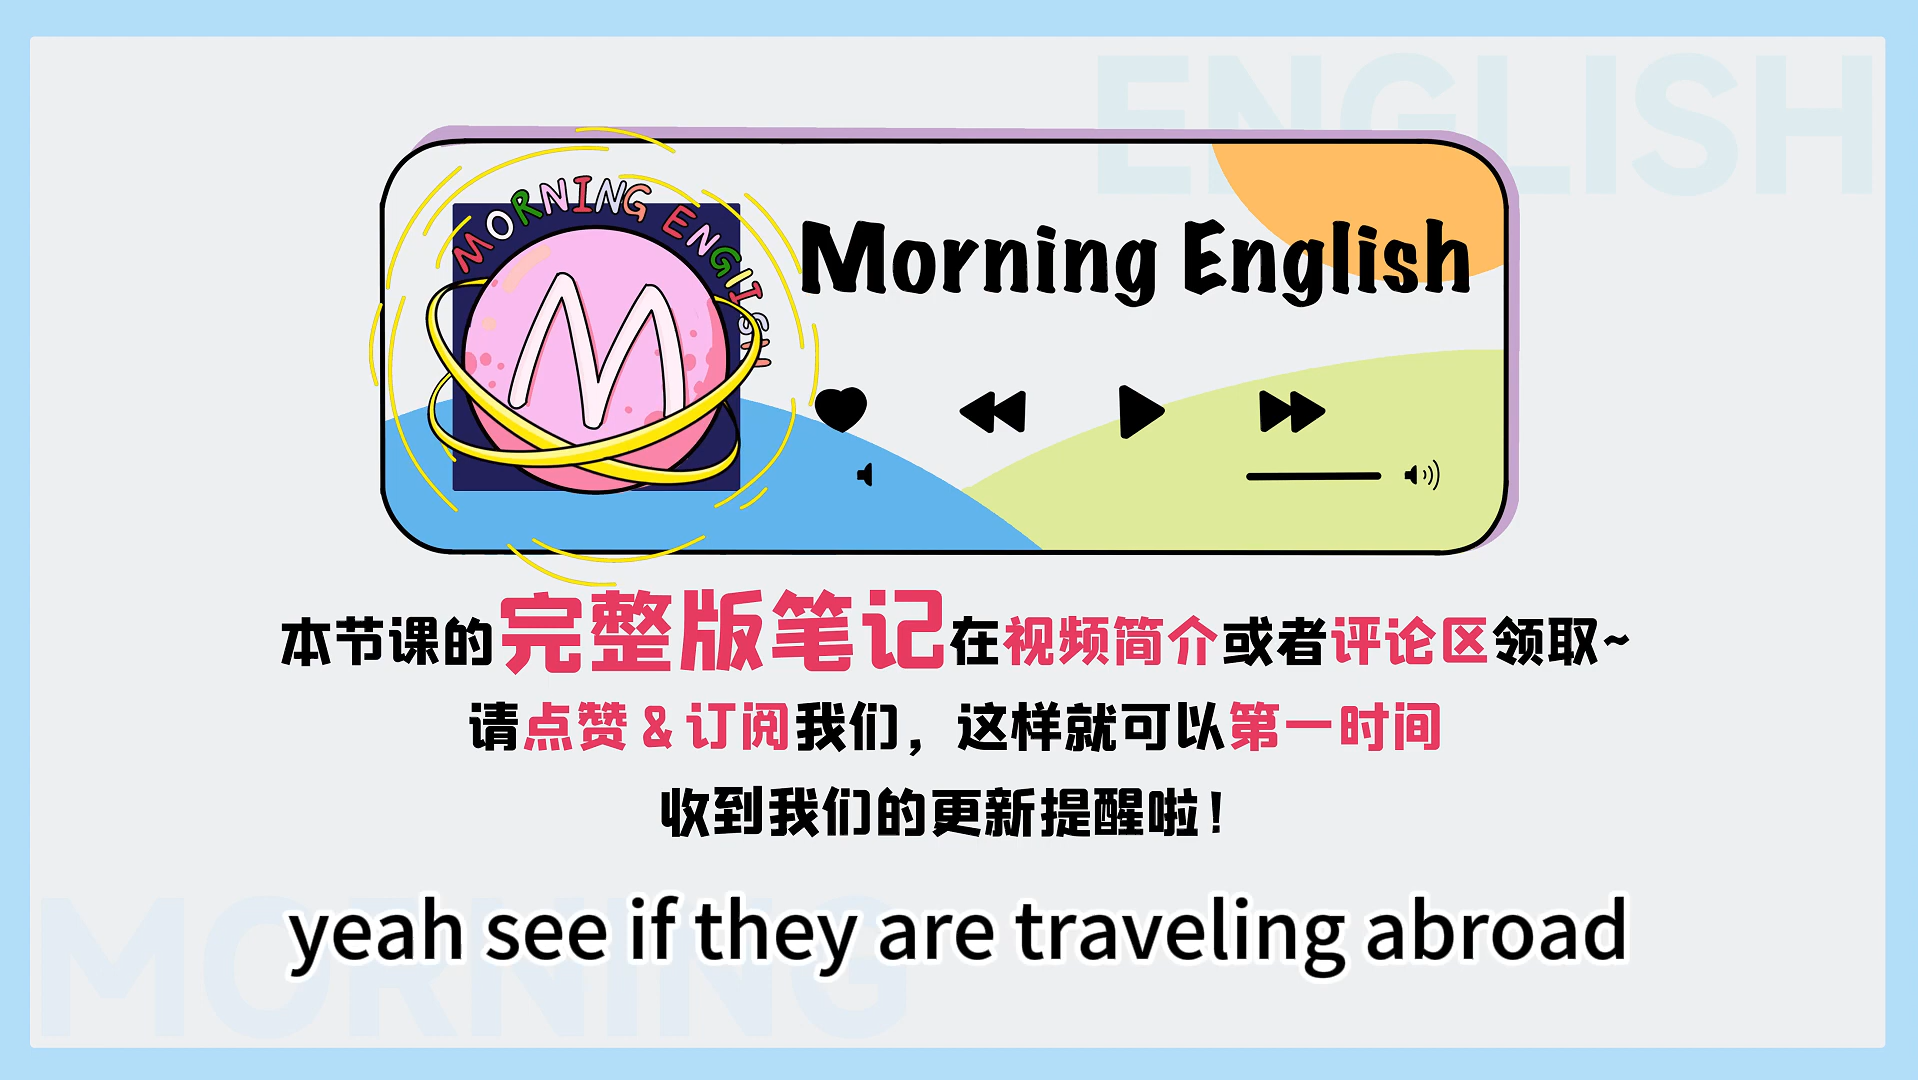 ENGLISH
MORNING ENGLISH
M
Morning English
本节课的完整版笔记在视频简介或者评论区领取~
请点赞&订阅我们，这样就可以第一时间
收到我们的更新提醒啦！
MORNING
yeah see if they are traveling abroad